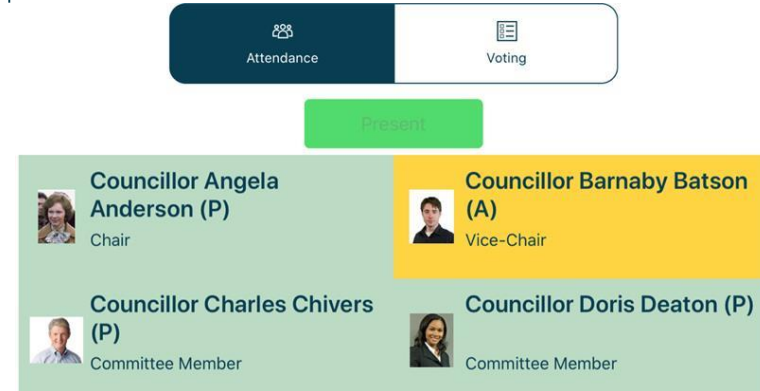 Attendance
Voting
Present
Councillor Angela
Anderson (P)
Chair
Councillor Barnaby Batson
(A)
Vice-Chair
Councillor Charles Chivers
(P)
Committee Member
Councillor Doris Deaton (P)
Committee Member